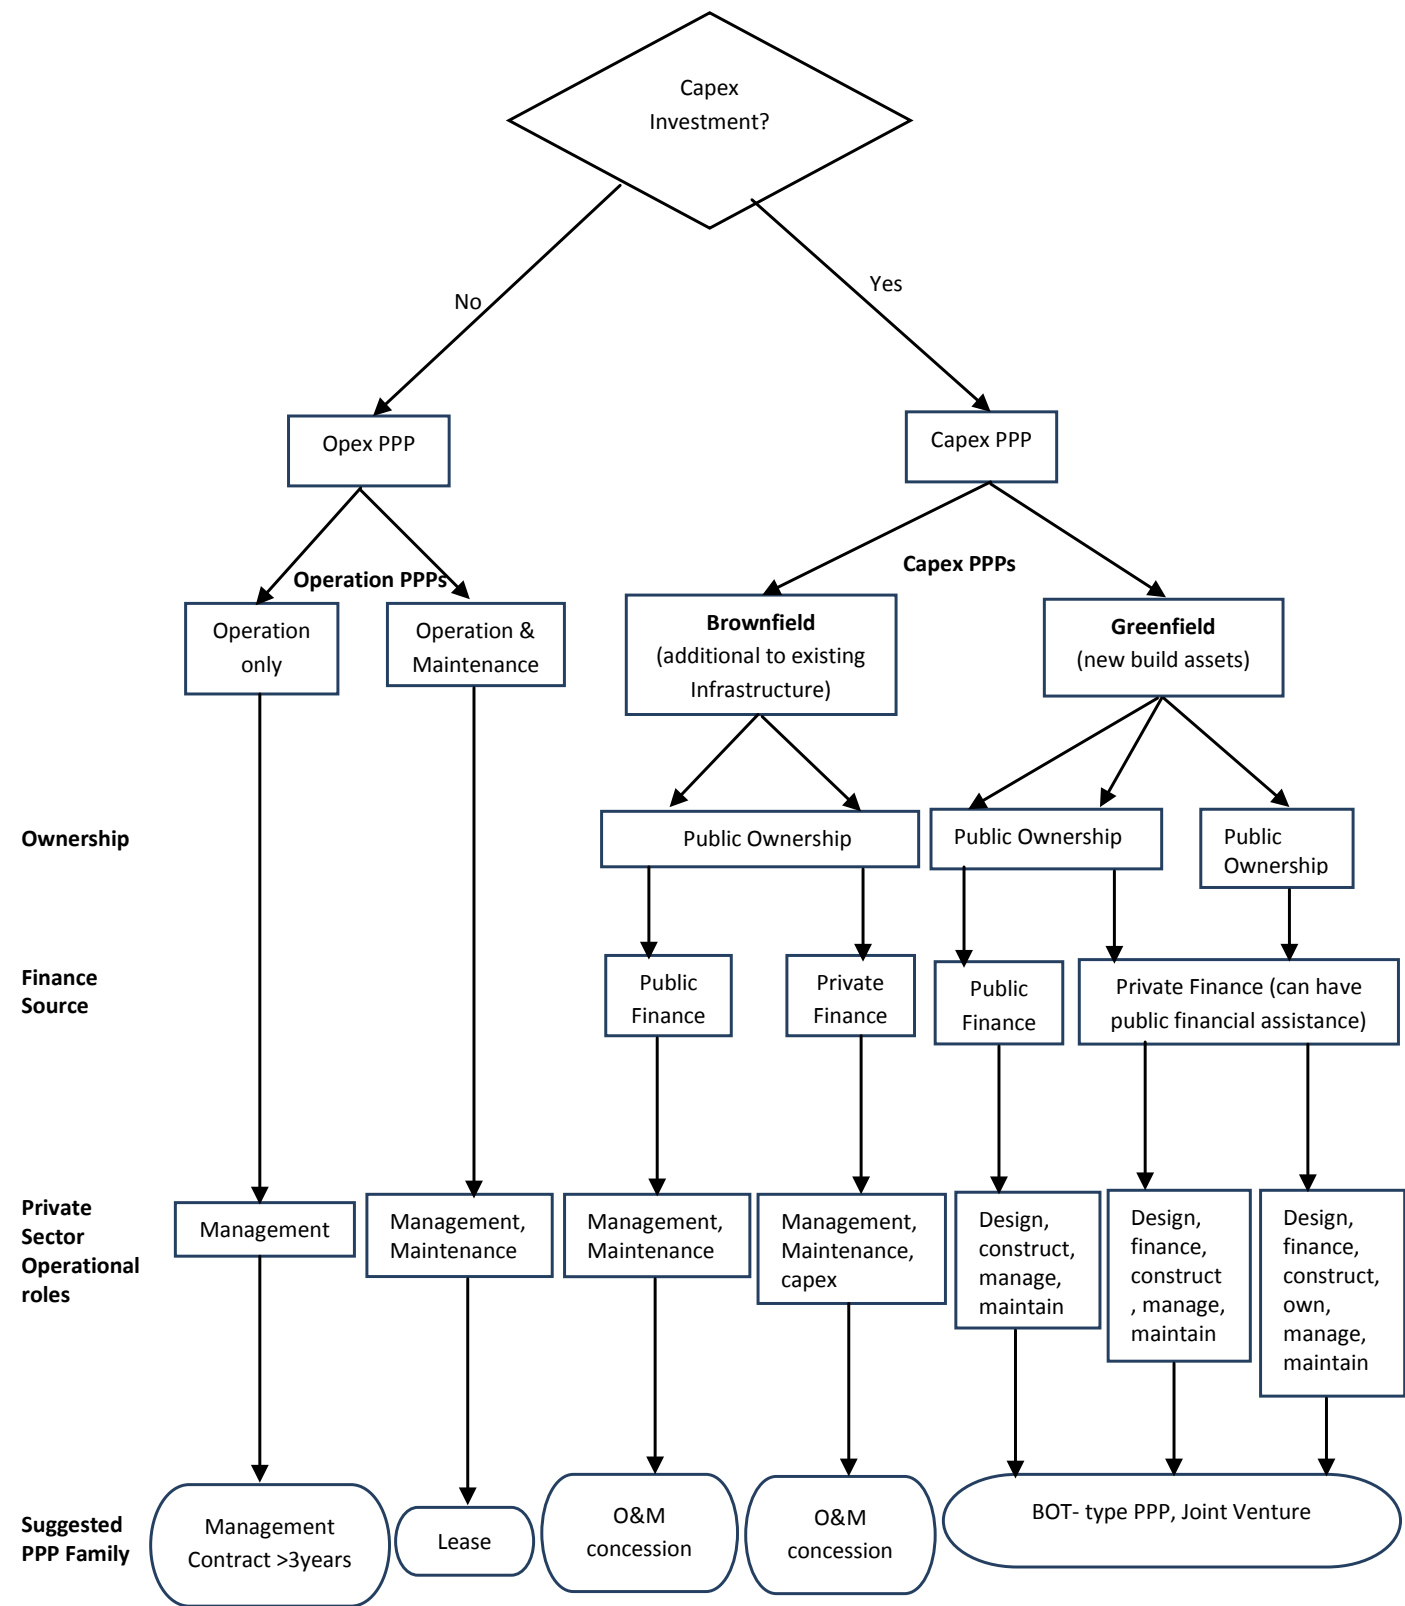 Capex
Investment?
No
Yes
Opex PPP
Capex PPP
Operation PPPs
Capex PPPs
Operation
only
Operation &
Maintenance
Brownfield
(additional to existing
Infrastructure)
Greenfield
(new build assets)
Ownership
Public Ownership
Public Ownership
Public
Ownership
Finance
Source
Public
Finance
Private
Finance
Public
Finance
Private Finance (can have
public financial assistance)
Private
Sector
Operational
roles
Management
Management,
Maintenance
Management,
Maintenance
Management,
Maintenance,
capex
Design,
construct,
manage,
maintain
Design,
finance,
construct
, manage,
maintain
Design,
finance,
construct,
own,
manage,
maintain
Suggested
PPP Family
Management
Contract >3years
Lease
O&M
concession
O&M
concession
BOT- type PPP, Joint Venture